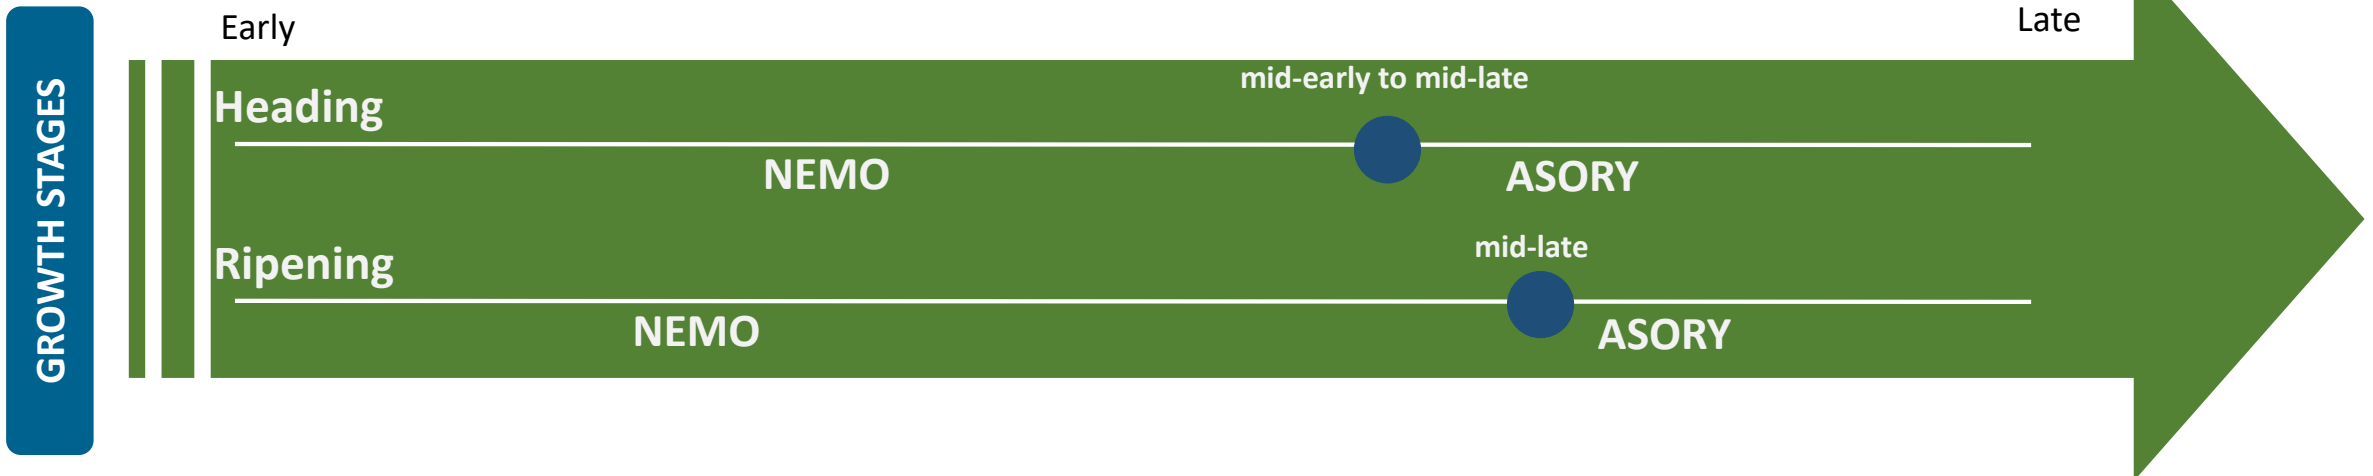 GROWTH STAGES
Early
Late
mid-early to mid-late
Heading
NEMO
ASORY
mid-late
Ripening
NEMO
ASORY